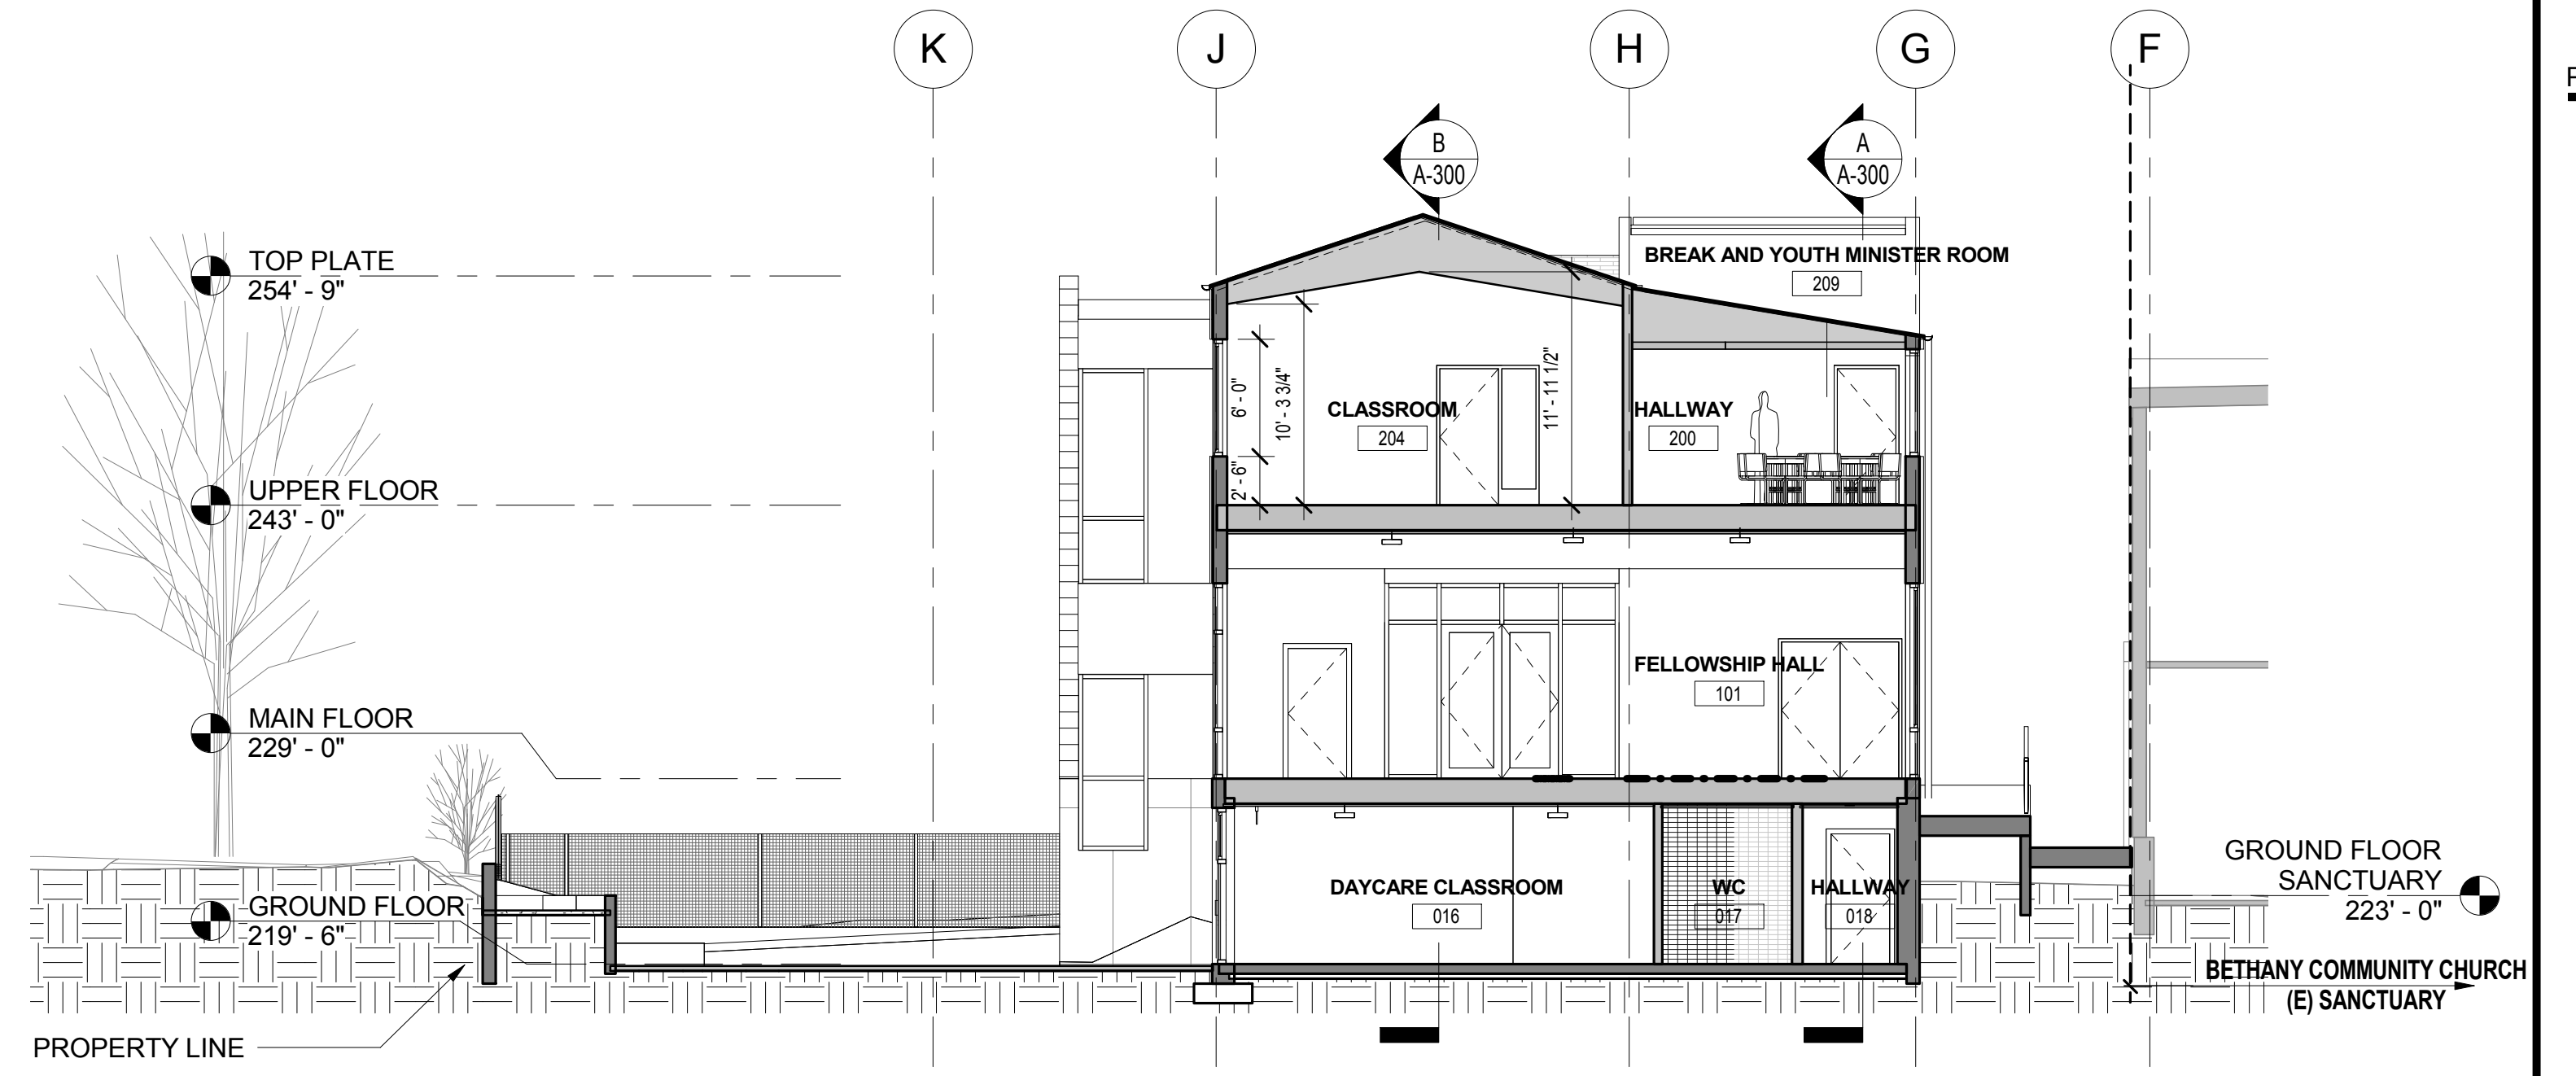 K
J
H
G
F
B
A-300
A
A-300
TOP PLATE
254' - 9"
BREAK AND YOUTH MINISTER ROOM
209
UPPER FLOOR
243' - 0"
6' - 0"
2' - 6"
10' - 3 3/4"
CLASSROOM
204
11' - 11 1/2"
HALLWAY
200
MAIN FLOOR
229' - 0"
FELLOWSHIP HALL
101
GROUND FLOOR
219' - 6"
DAYCARE CLASSROOM
016
WC
017
HALLWAY
018
GROUND FLOOR
SANCTUARY
223' - 0"
BETHANY COMMUNITY CHURCH
(E) SANCTUARY
PROPERTY LINE